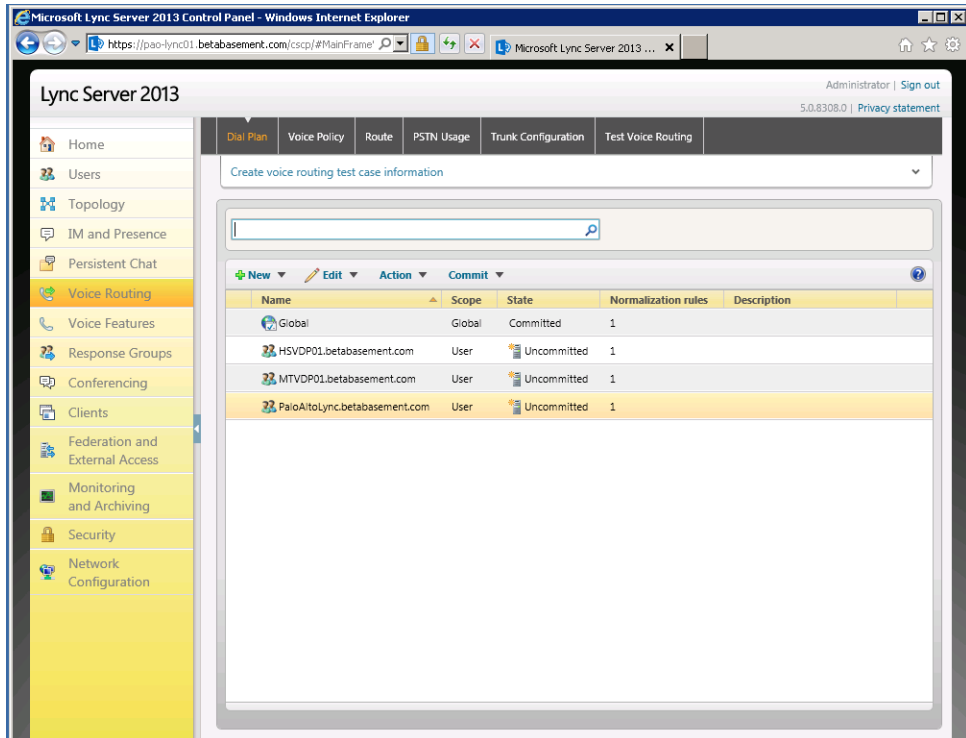 Microsoft Lync Server 2013 Control Panel - Windows Internet Explorer
https://pao-lync01.betabasement.com/cscp/#MainFrame'
Microsoft Lync Server 2013 ...
Lync Server 2013
Administrator | Sign out
5.0.8308.0 | Privacy statement
Home
Users
Topology
IM and Presence
Persistent Chat
Voice Routing
Voice Features
Response Groups
Conferencing
Clients
Federation and
External Access
Monitoring
and Archiving
Security
Network
Configuration
Dial Plan Voice Policy Route PSTN Usage Trunk Configuration Test Voice Routing
Create voice routing test case information
New Edit Action Commit
Name Scope State Normalization rules Description
Global Global Committed 1
HSVDP01.betabasement.com User Uncommitted 1
MTVDP01.betabasement.com User Uncommitted 1
PaloAltoLync.betabasement.com User Uncommitted 1